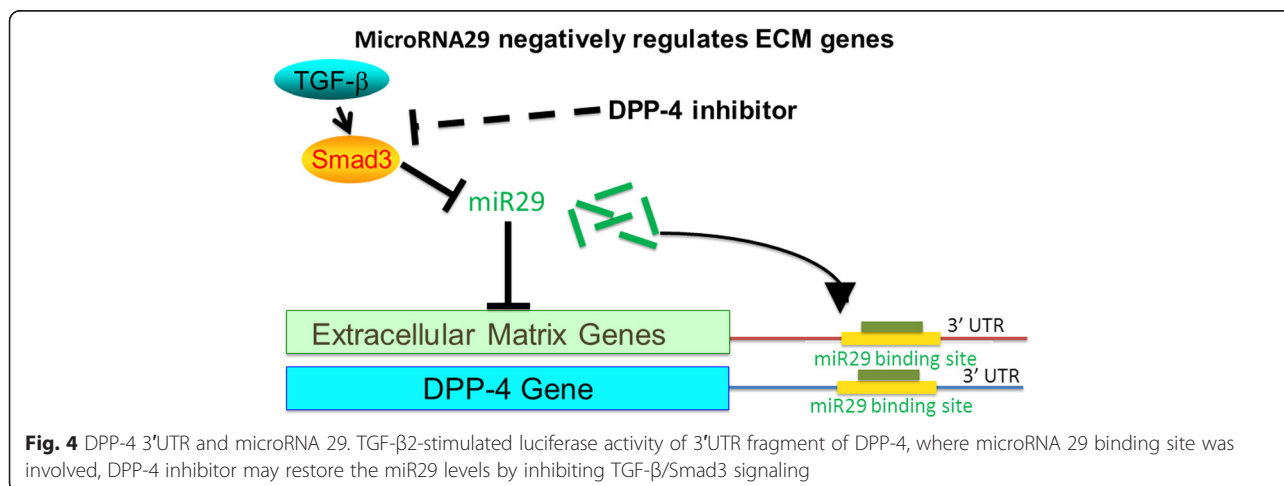 MicroRNA29 negatively regulates ECM genes
TGF-β
DPP-4 inhibitor
Smad3
miR29
Extracellular Matrix Genes
3’ UTR
miR29 binding site
DPP-4 Gene
3’ UTR
miR29 binding site
Fig. 4 DPP-4 3′UTR and microRNA 29. TGF-β2-stimulated luciferase activity of 3′UTR fragment of DPP-4, where microRNA 29 binding site was
involved, DPP-4 inhibitor may restore the miR29 levels by inhibiting TGF-β/Smad3 signaling